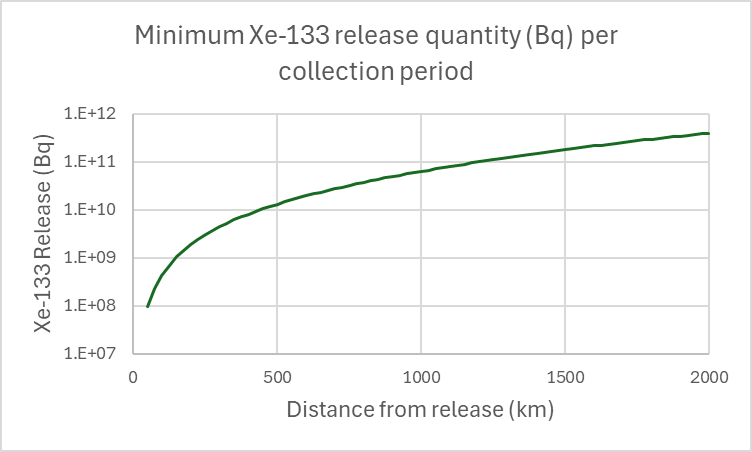 Minimum Xe-133 release quantity (Bq) per
collection period
Xe-133 Release (Bq)
1.E+12
1.E+11
1.E+10
1.E+09
1.E+08
1.E+07
0 500 1000 1500 2000
Distance from release (km)